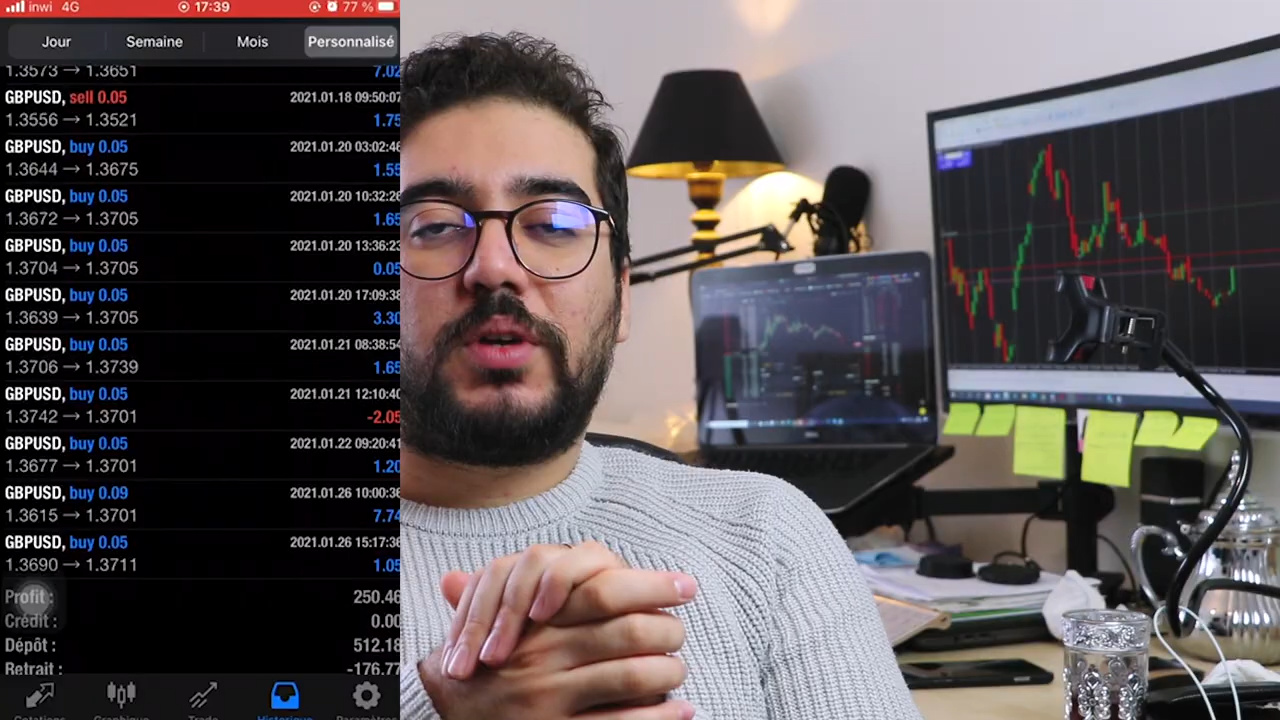 inwi 4G 17:39 77 %
Jour Semaine Mois Personnalisé
1.3573 → 1.3651 7.02
GBPUSD, sell 0.05 2021.01.18 09:50:07
1.3556 → 1.3521 1.75
GBPUSD, buy 0.05 2021.01.20 03:02:46
1.3644 → 1.3675 1.55
GBPUSD, buy 0.05 2021.01.20 10:32:26
1.3672 → 1.3705 1.65
GBPUSD, buy 0.05 2021.01.20 13:36:23
1.3704 → 1.3705 0.05
GBPUSD, buy 0.05 2021.01.20 17:09:38
1.3639 → 1.3705 3.30
GBPUSD, buy 0.05 2021.01.21 08:38:54
1.3706 → 1.3739 1.65
GBPUSD, buy 0.05 2021.01.21 12:10:40
1.3742 → 1.3701 -2.05
GBPUSD, buy 0.05 2021.01.22 09:20:41
1.3677 → 1.3701 1.20
GBPUSD, buy 0.09 2021.01.26 10:00:36
1.3615 → 1.3701 7.74
GBPUSD, buy 0.05 2021.01.26 15:17:36
1.3690 → 1.3711 1.05
Profit : 250.46
Crédit : 0.00
Dépôt : 512.18
Retrait : -176.77
Cotations Graphique Trade Historique Paramètres